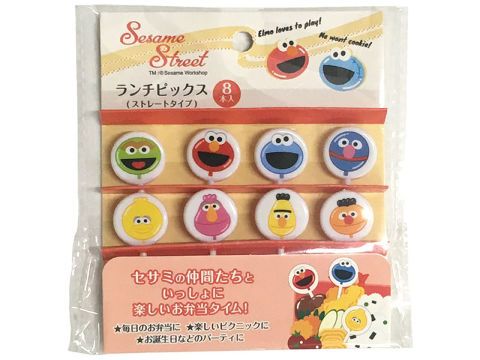 Sesame
Street
TM/©Sesame Workshop
Elmo loves to play!
Me want cookie!
ランチピックス
(ストレートタイプ)
8
本入
セサミの仲間たちと
いっしょに
楽しいお弁当タイム!
★毎日のお弁当に ★楽しいピクニックに
★お誕生日などのパーティに